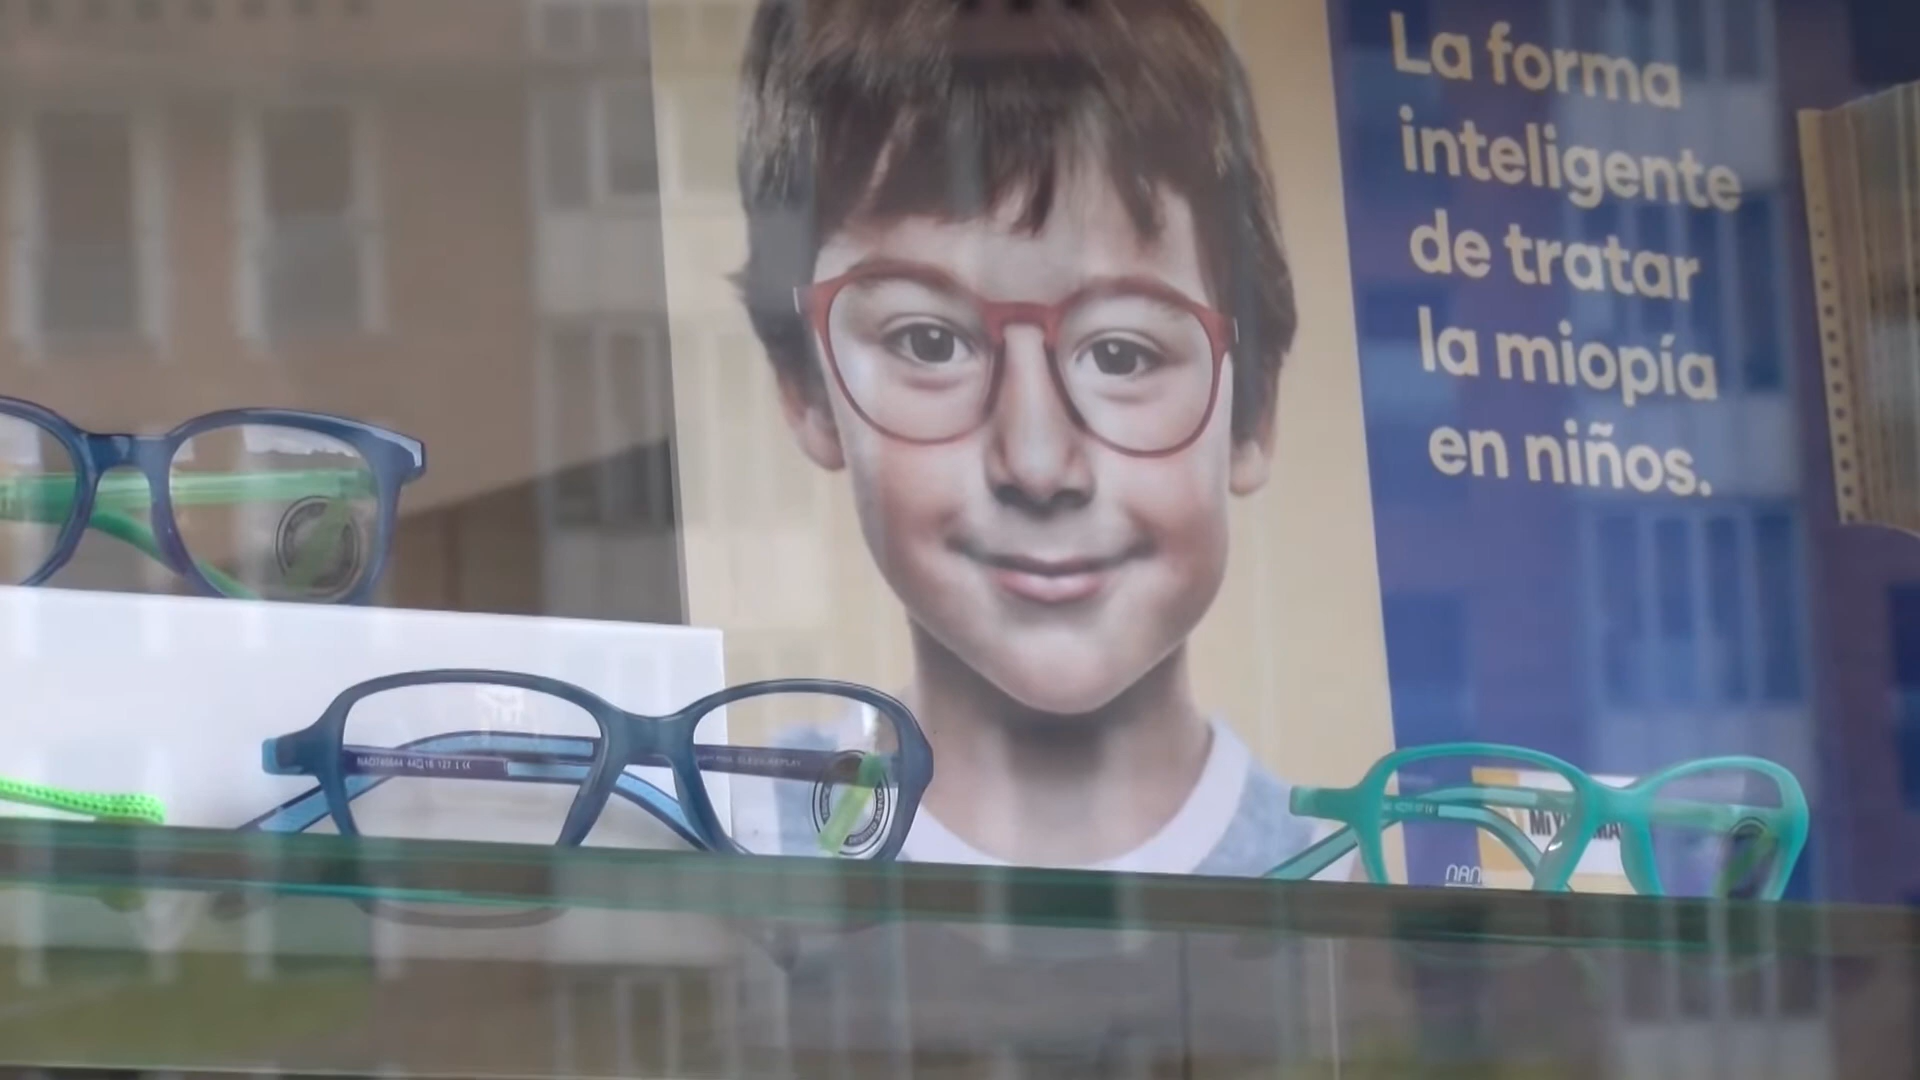 La forma
inteligente
de tratar
la miopía
en niños.